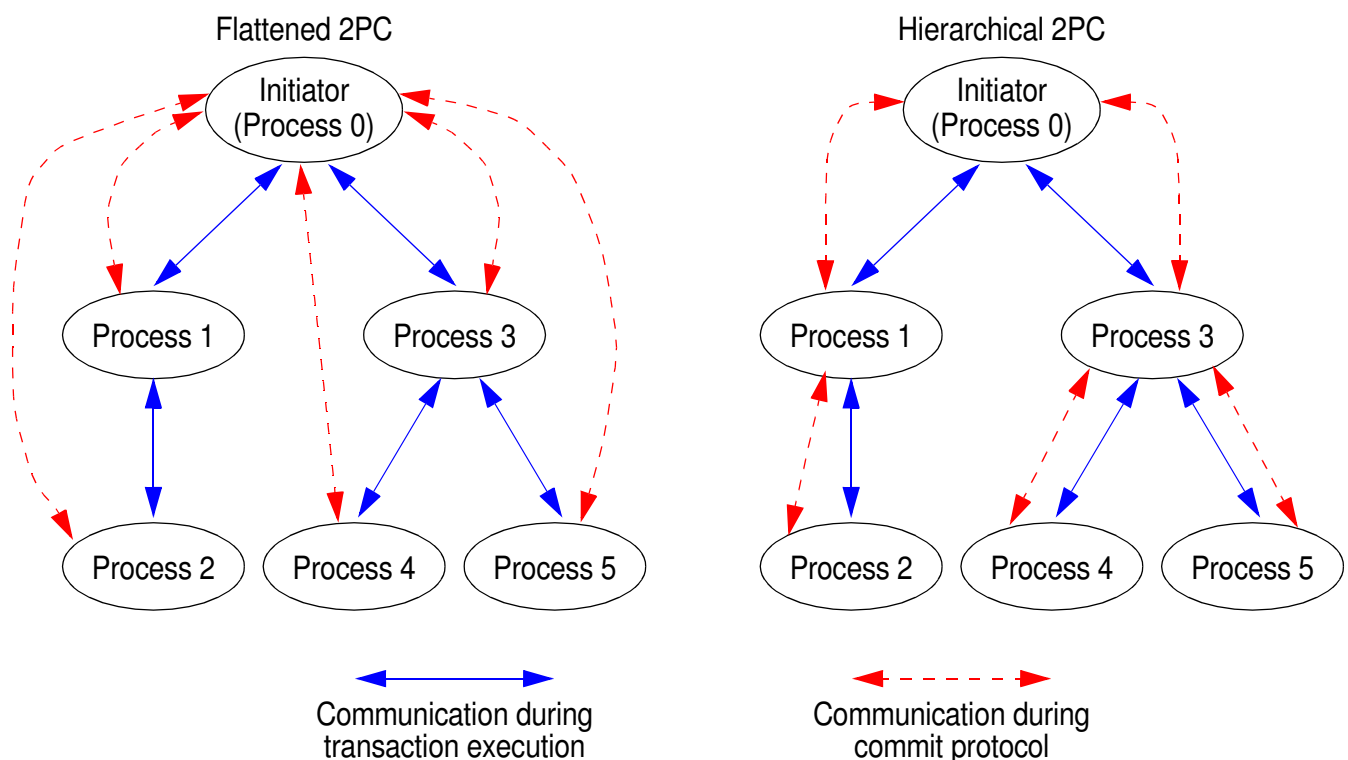 Flattened 2PC
Initiator
(Process 0)
Process 1
Process 3
Process 2
Process 4
Process 5
Hierarchical 2PC
Initiator
(Process 0)
Process 1
Process 3
Process 2
Process 4
Process 5
Communication during
transaction execution
Communication during
commit protocol